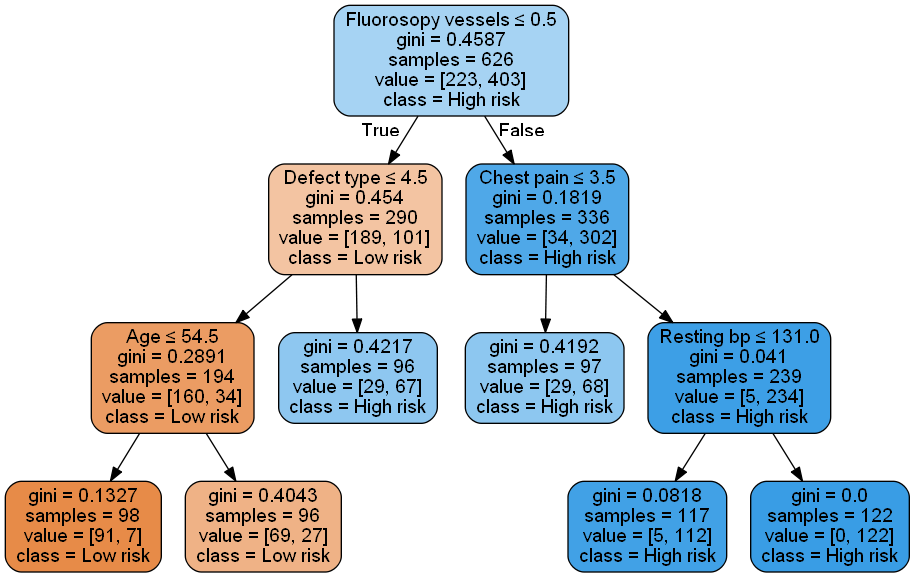 Fluorosopy vessels ≤ 0.5
gini = 0.4587
samples = 626
value = [223, 403]
class = High risk
True
False
Defect type ≤ 4.5
gini = 0.454
samples = 290
value = [189, 101]
class = Low risk
Chest pain ≤ 3.5
gini = 0.1819
samples = 336
value = [34, 302]
class = High risk
Age ≤ 54.5
gini = 0.2891
samples = 194
value = [160, 34]
class = Low risk
gini = 0.4217
samples = 96
value = [29, 67]
class = High risk
gini = 0.4192
samples = 97
value = [29, 68]
class = High risk
Resting bp ≤ 131.0
gini = 0.041
samples = 239
value = [5, 234]
class = High risk
gini = 0.1327
samples = 98
value = [91, 7]
class = Low risk
gini = 0.4043
samples = 96
value = [69, 27]
class = Low risk
gini = 0.0818
samples = 117
value = [5, 112]
class = High risk
gini = 0.0
samples = 122
value = [0, 122]
class = High risk